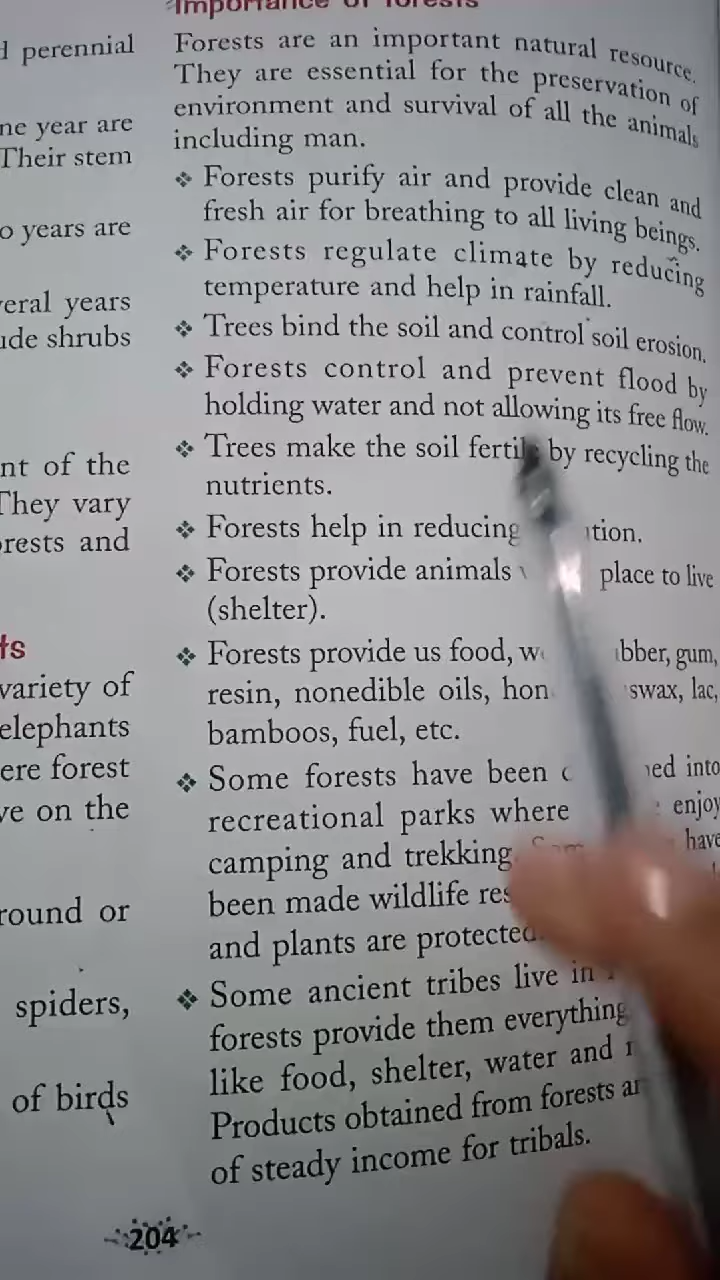 Importance of forests
d perennial
ne year are
Their stem
o years are
eral years
ude shrubs
nt of the
They vary
rests and
ts
variety of
elephants
ere forest
ve on the
round or
spiders,
of birds
Forests are an important natural resource.
They are essential for the preservation of
environment and survival of all the animals
including man.
❖ Forests purify air and provide clean and
fresh air for breathing to all living beings.
❖ Forests regulate climate by reducing
temperature and help in rainfall.
❖ Trees bind the soil and control soil erosion.
❖ Forests control and prevent flood by
holding water and not allowing its free flow.
❖ Trees make the soil by recycling the
nutrients.
❖ Forests help in reducing tion.
❖ Forests provide animals place to live
(shelter).
❖ Forests provide us food, bber, gum,
resin, nonedible oils, swax, lac,
bamboos, fuel, etc.
❖ Some forests have been ned into
recreational parks where enjoy
camping and trekking. have
been made wildlife
and plants are protected.
❖ Some ancient tribes live in
forests provide them everything
like food, shelter, water and
Products obtained from forests
of steady income for tribals.
204